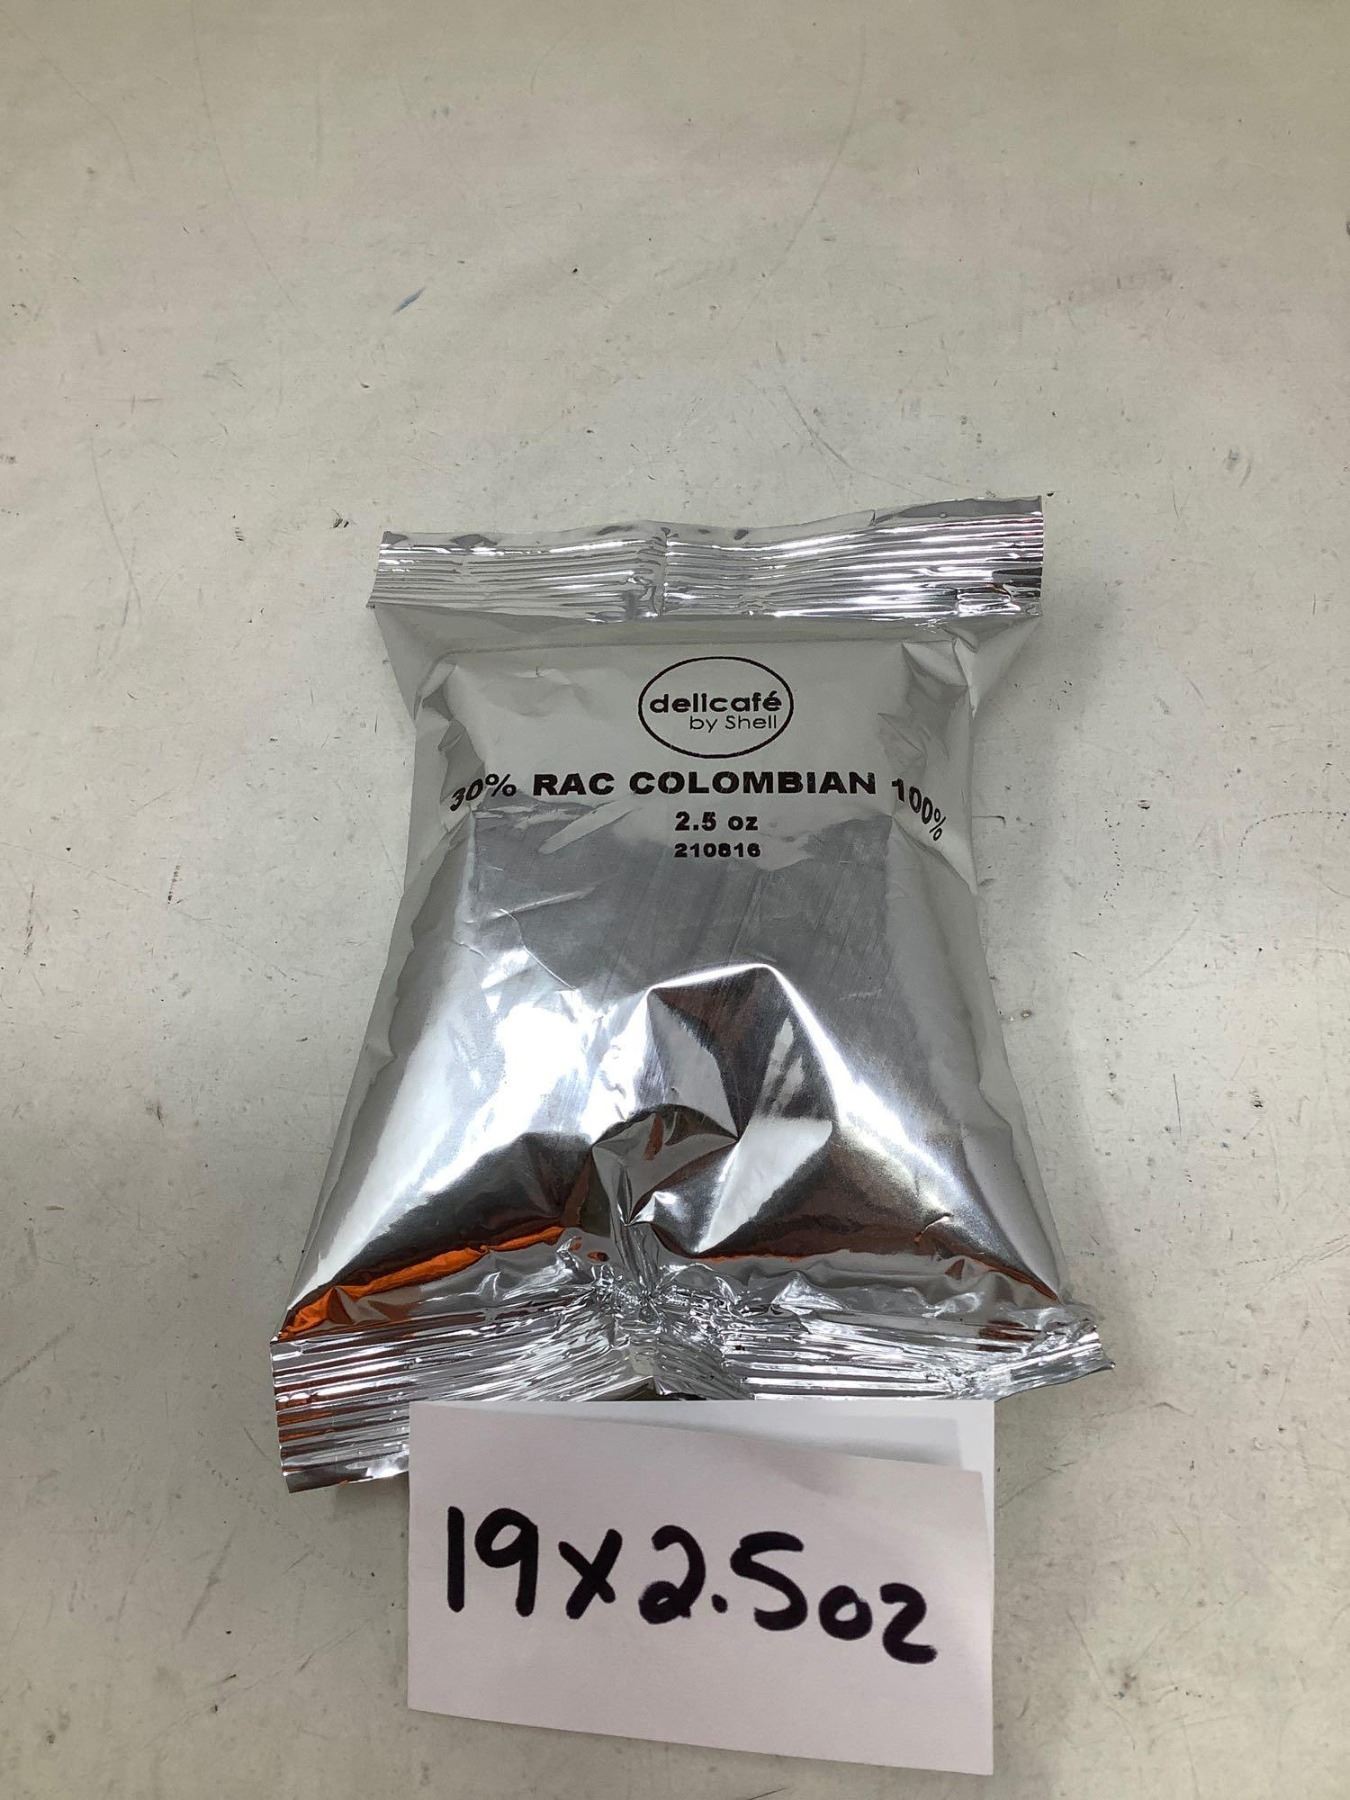 delicafé
by Shell
30% RAC COLOMBIAN 100%
2.5 oz
210816
19x2.5oz